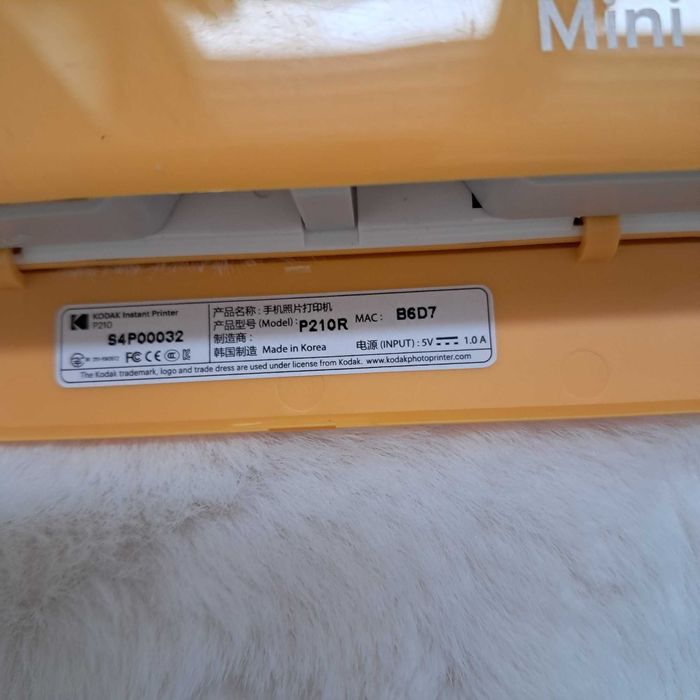 Mini
KODAK Instant Printer
P210
S4P00032
FC CE CCC
产品名称：手机照片打印机
产品型号 (Model): P210R MAC: B6D7
制造商：
韩国制造 Made in Korea 电源 (INPUT) : 5V 1.0 A
The Kodak trademark, logo and trade dress are used under license from Kodak. www.kodakphotoprinter.com